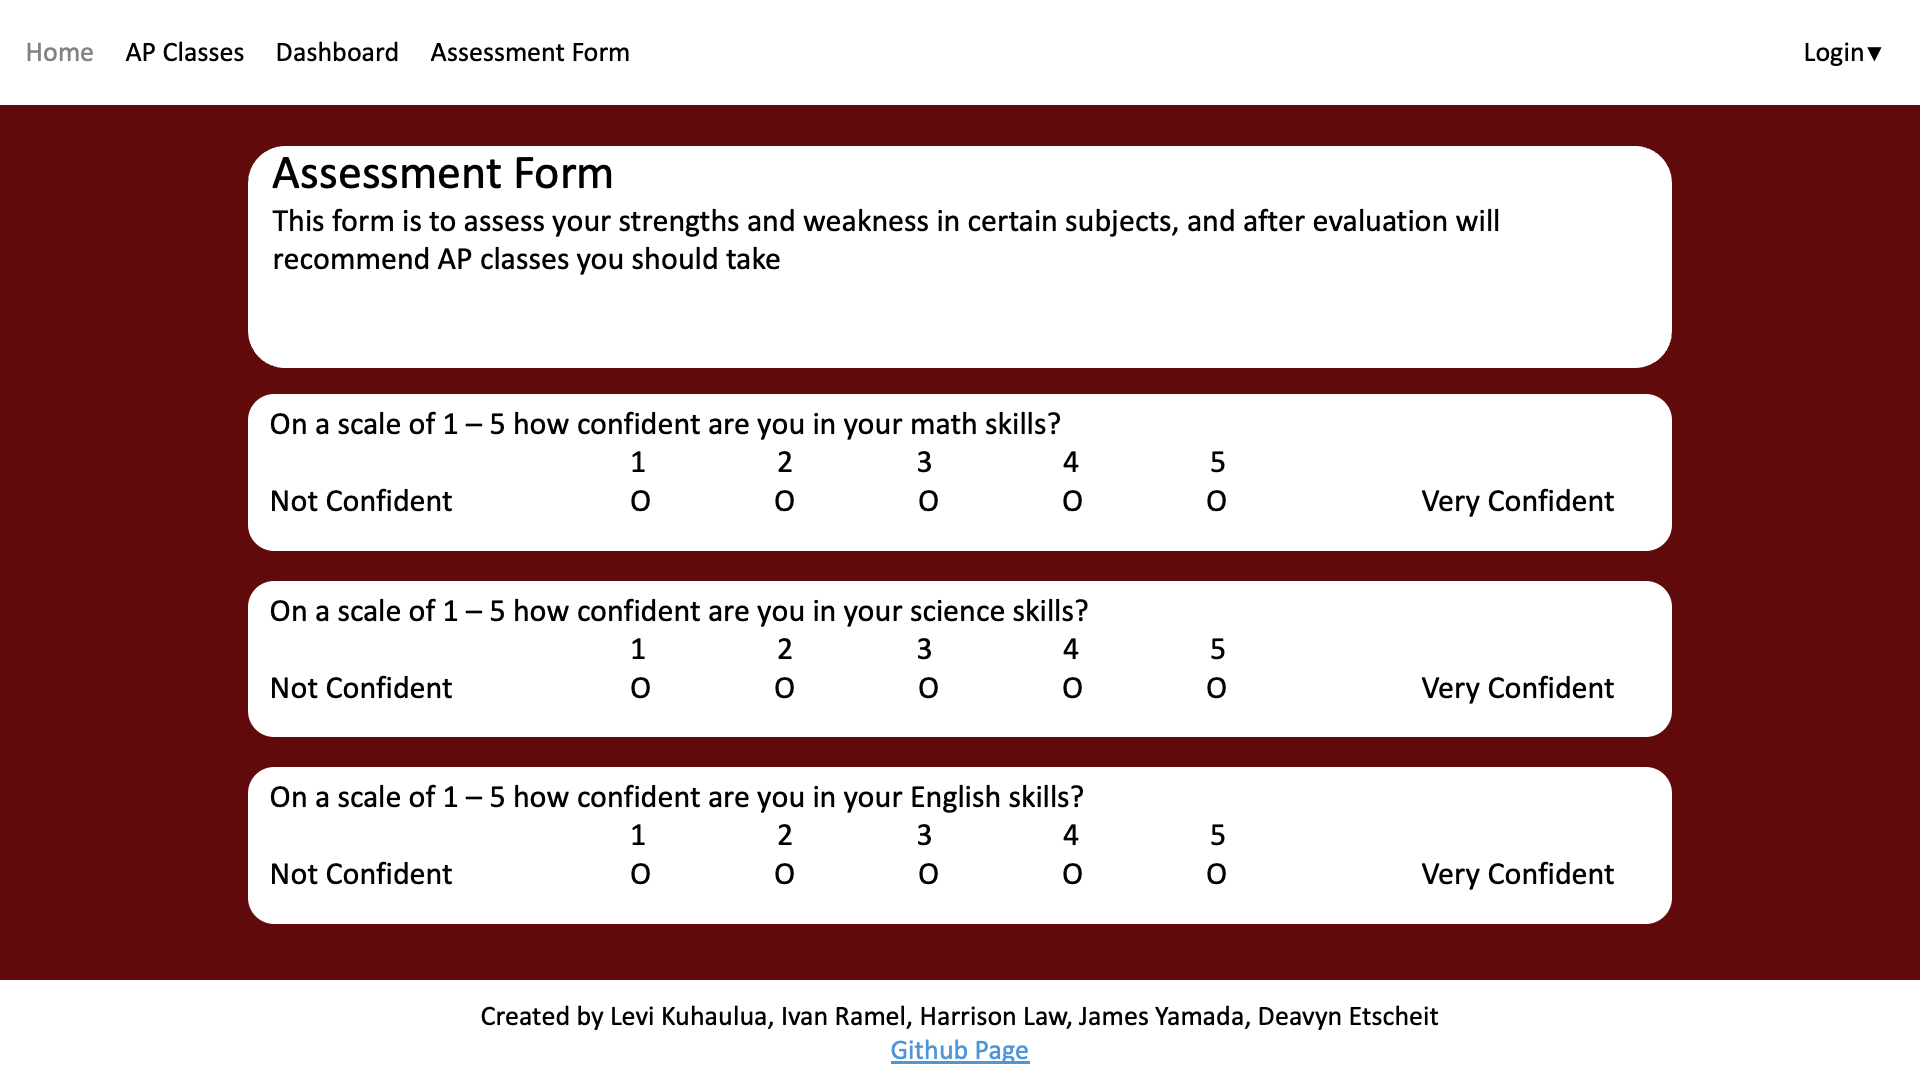 Home AP Classes Dashboard Assessment Form Login▼
Assessment Form
This form is to assess your strengths and weakness in certain subjects, and after evaluation will
recommend AP classes you should take
On a scale of 1 – 5 how confident are you in your math skills?
1 2 3 4 5
Not Confident O O O O O Very Confident
On a scale of 1 – 5 how confident are you in your science skills?
1 2 3 4 5
Not Confident O O O O O Very Confident
On a scale of 1 – 5 how confident are you in your English skills?
1 2 3 4 5
Not Confident O O O O O Very Confident
Created by Levi Kuhaulua, Ivan Ramel, Harrison Law, James Yamada, Deavyn Etscheit
Github Page